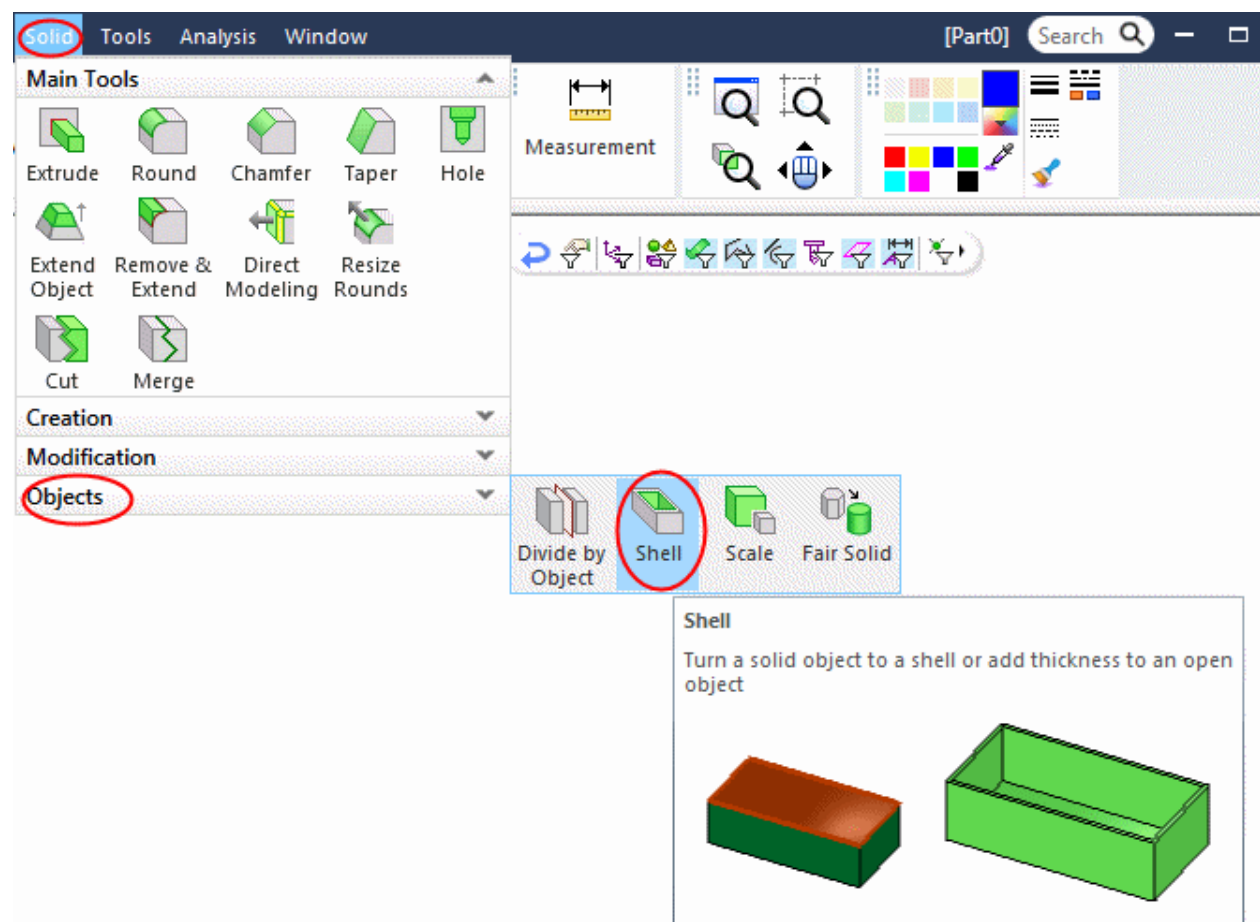 Solid Tools Analysis Window [Part0] Search
Main Tools
Extrude Round Chamfer Taper Hole
Extend Object
Remove & Extend
Direct Modeling
Resize Rounds
Cut Merge
Creation
Modification
Objects
Measurement
Divide by Object
Shell
Scale
Fair Solid
Shell
Turn a solid object to a shell or add thickness to an open
object